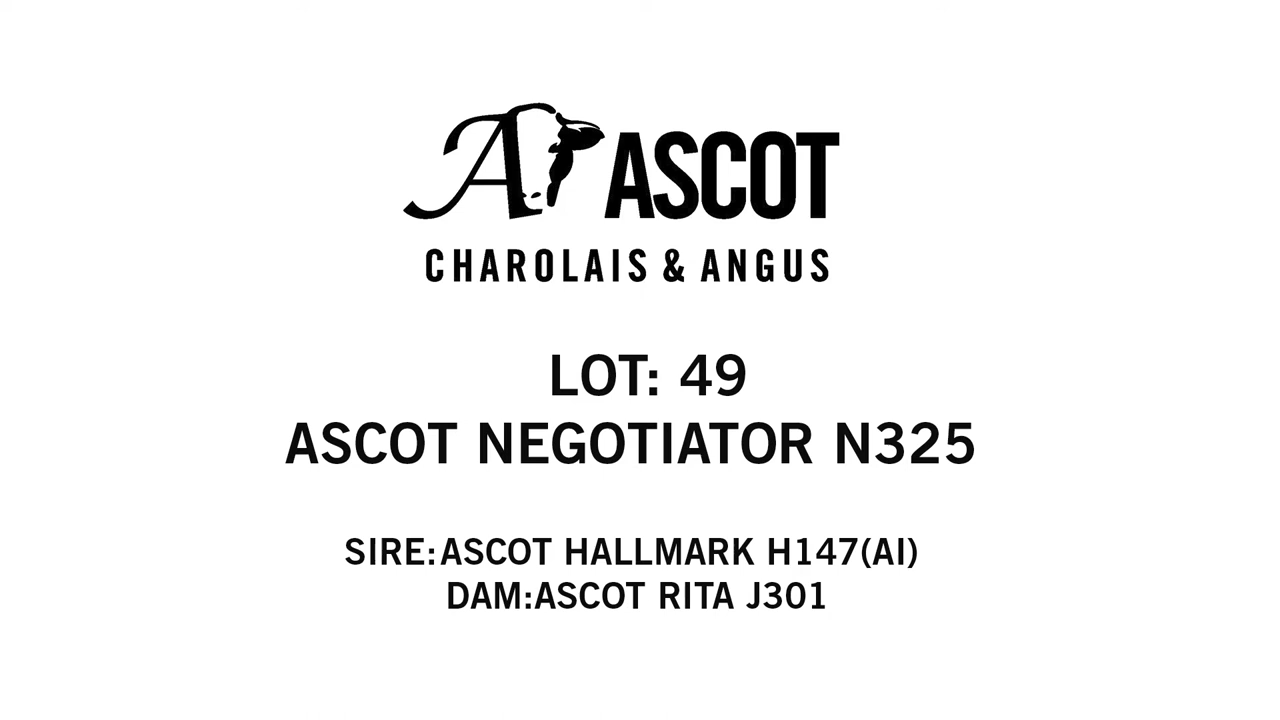 ASCOT
CHAROLAIS & ANGUS
LOT: 49
ASCOT NEGOTIATOR N325
SIRE:ASCOT HALLMARK H147(AI)
DAM:ASCOT RITA J301